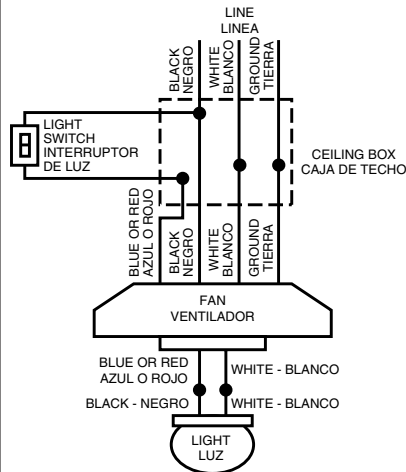 LINE
LINEA
BLACK
NEGRO
WHITE
BLANCO
GROUND
TIERRA
LIGHT
SWITCH
INTERRUPTOR
DE LUZ
CEILING BOX
CAJA DE TECHO
BLUE OR RED
AZUL O ROJO
BLACK
NEGRO
WHITE
BLANCO
GROUND
TIERRA
FAN
VENTILADOR
BLUE OR RED
AZUL O ROJO
WHITE - BLANCO
BLACK - NEGRO
WHITE - BLANCO
LIGHT
LUZ